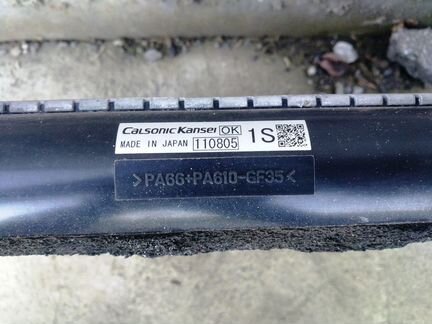 Calsonic Kansei OK 1S
MADE IN JAPAN 110805
>PA66+PA610-GF35<